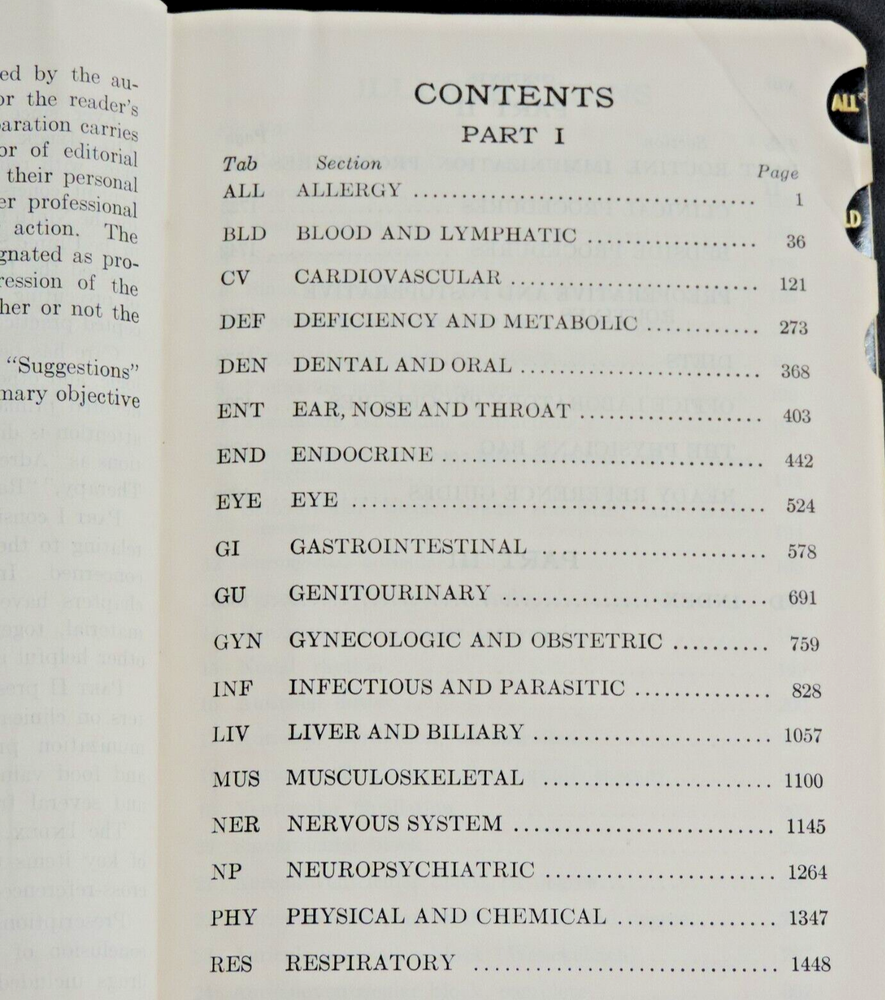 ed by the au-
or the reader's
aration carries
or of editorial
their personal
er professional
action. The
gnated as pro-
ression of the
her or not the
"Suggestions"
mary objective
CONTENTS
PART I
Tab Section Page
ALL ALLERGY 1
BLD BLOOD AND LYMPHATIC 36
CV CARDIOVASCULAR 121
DEF DEFICIENCY AND METABOLIC 273
DEN DENTAL AND ORAL 368
ENT EAR, NOSE AND THROAT 403
END ENDOCRINE 442
EYE EYE 524
GI GASTROINTESTINAL 578
GU GENITOURINARY 691
GYN GYNECOLOGIC AND OBSTETRIC 759
INF INFECTIOUS AND PARASITIC 828
LIV LIVER AND BILIARY 1057
MUS MUSCULOSKELETAL 1100
NER NERVOUS SYSTEM 1145
NP NEUROPSYCHIATRIC 1264
PHY PHYSICAL AND CHEMICAL 1347
RES RESPIRATORY 1448
ALL
LD